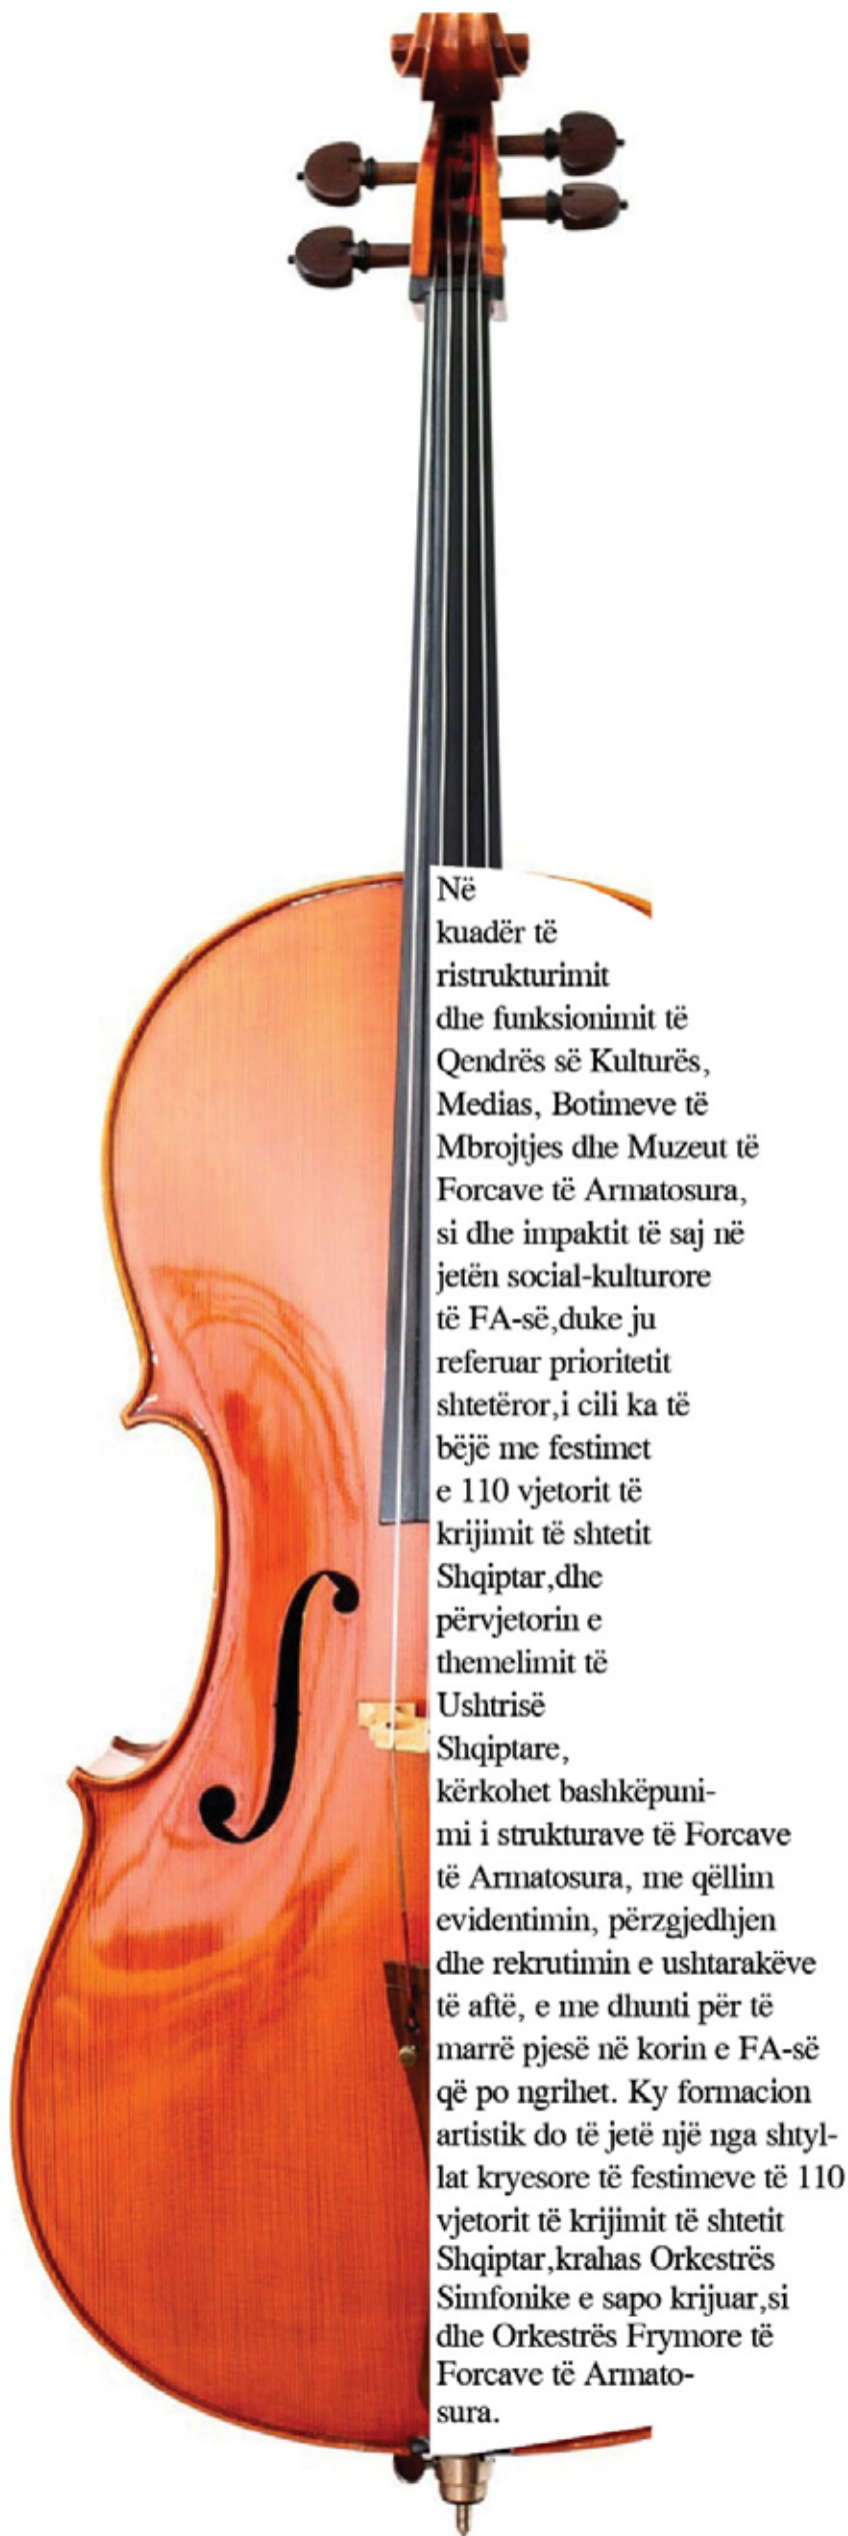 Në
kuadër të
ristrukturimit
dhe funksionimit të
Qendrës së Kulturës,
Medias, Botimeve të
Mbrojtjes dhe Muzeut të
Forcave të Armatosura,
si dhe impaktit të saj në
jetën social-kulturore
të FA-së,duke ju
referuar prioritetit
shtetëror,i cili ka të
bëjë me festimet
e 110 vjetorit të
krijimit të shtetit
Shqiptar,dhe
përvjetorin e
themelimit të
Ushtrisë
Shqiptare,
kërkohet bashkëpuni-
mi i strukturave të Forcave
të Armatosura, me qëllim
evidentimin, përzgjedhjen
dhe rekrutimin e ushtarakëve
të aftë, e me dhunti për të
marrë pjesë në korin e FA-së
që po ngrihet. Ky formacion
artistik do të jetë një nga shtyl-
lat kryesore të festimeve të 110
vjetorit të krijimit të shtetit
Shqiptar,krahas Orkestrës
Simfonike e sapo krijuar,si
dhe Orkestrës Frymore të
Forcave të Armato-
sura.